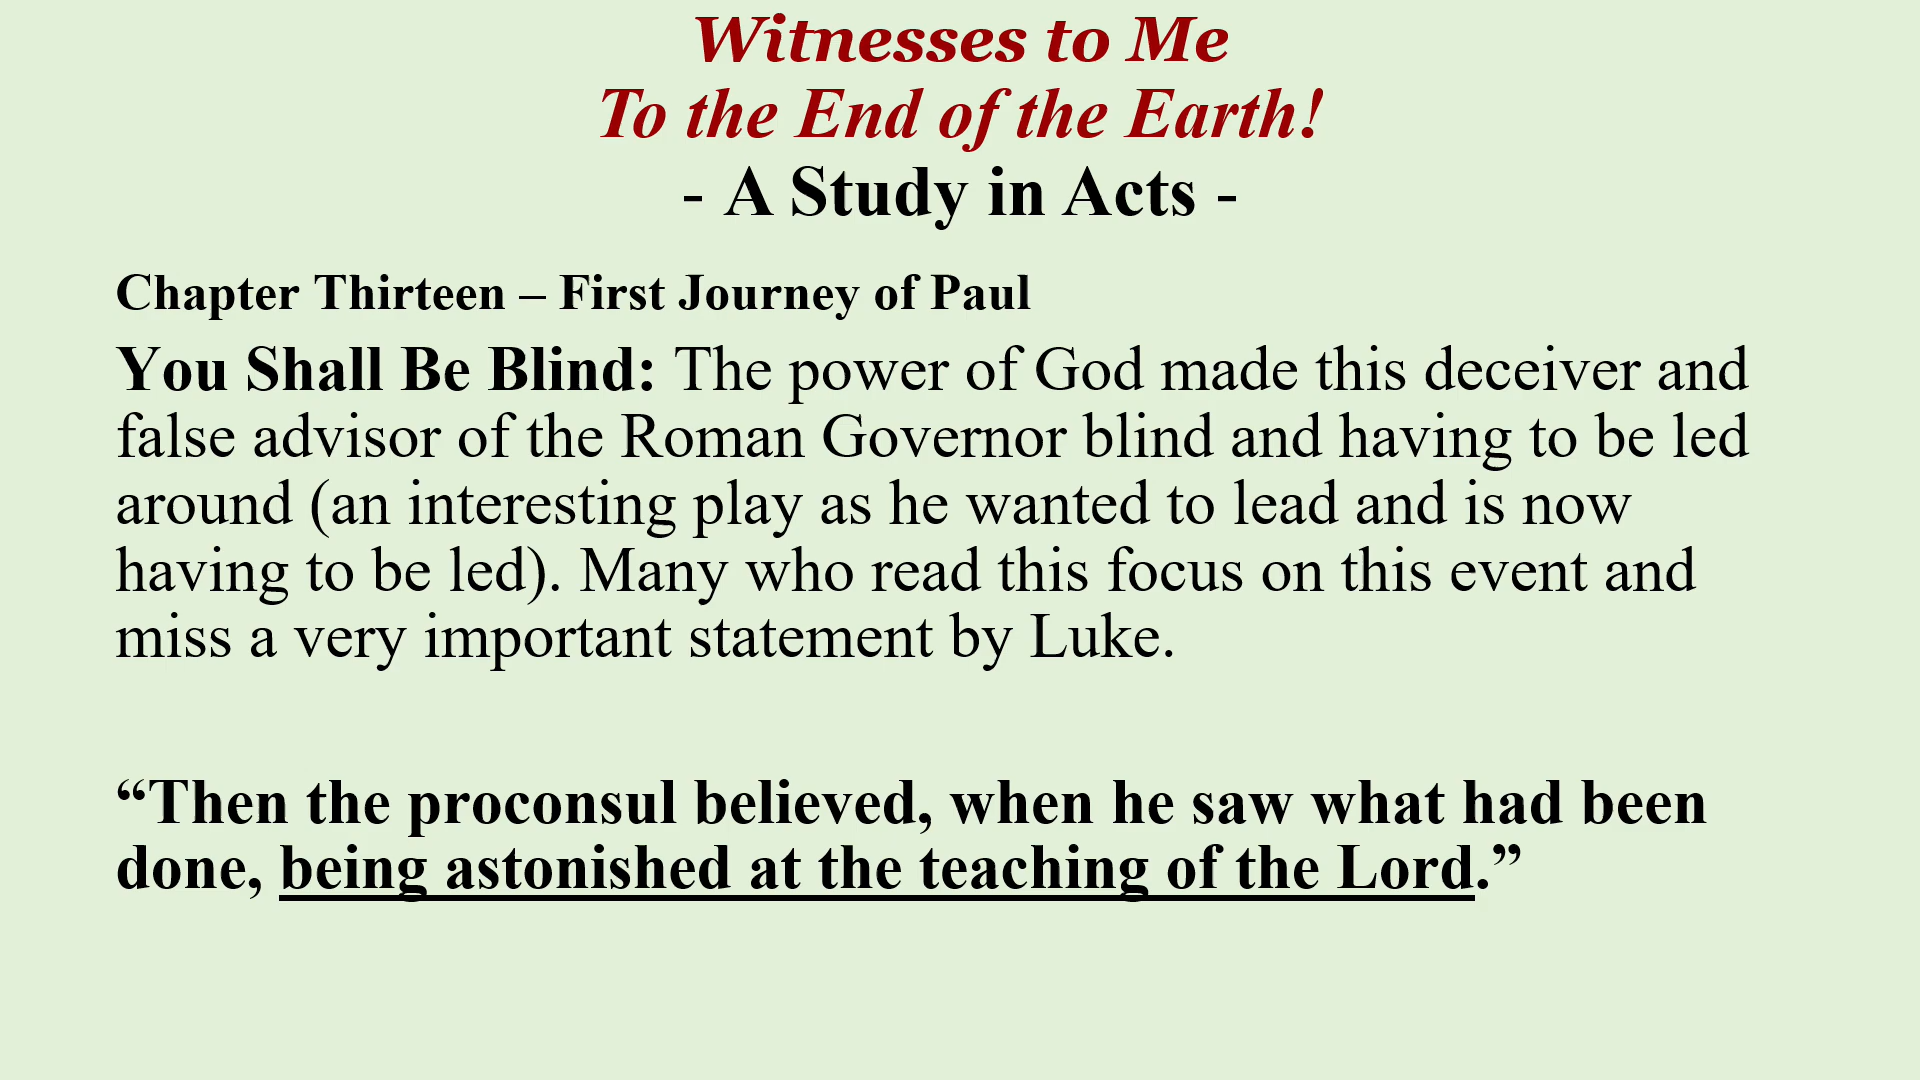 Witnesses to Me
To the End of the Earth!
- A Study in Acts -
Chapter Thirteen – First Journey of Paul
You Shall Be Blind: The power of God made this deceiver and
false advisor of the Roman Governor blind and having to be led
around (an interesting play as he wanted to lead and is now
having to be led). Many who read this focus on this event and
miss a very important statement by Luke.
“Then the proconsul believed, when he saw what had been
done, being astonished at the teaching of the Lord.”